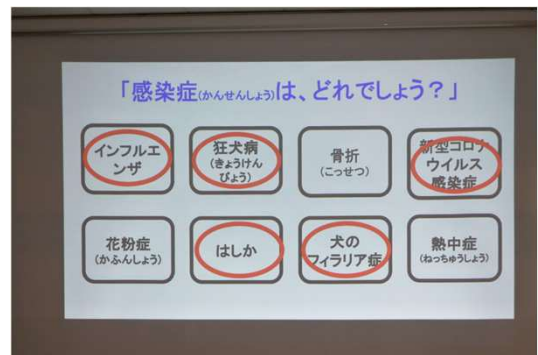 「感染症(かんせんしょう)は、どれでしょう？」
インフルエ
ンザ
狂犬病
(きょうけん
びょう)
骨折
(こっせつ)
新型コロナ
ウイルス
感染症
花粉症
(かふんしょう)
はしか
犬の
フィラリア症
熱中症
(ねっちゅうしょう)